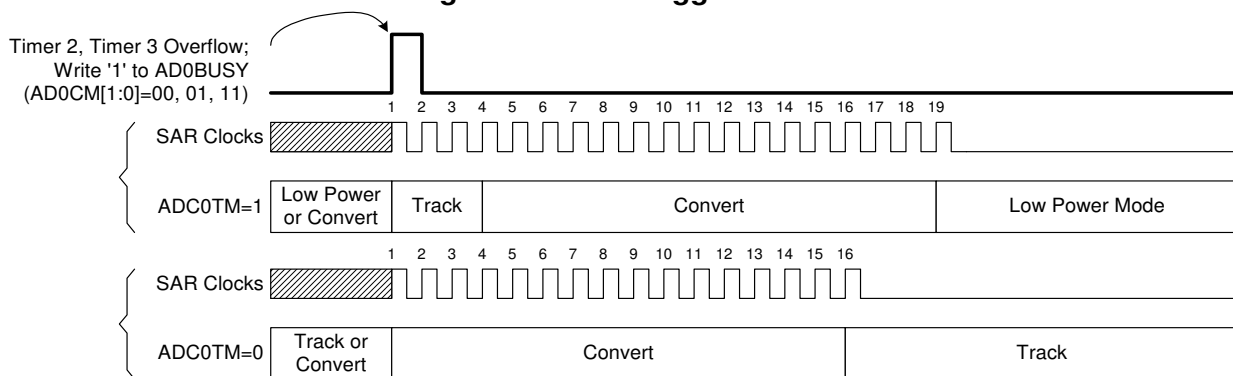 Timer 2, Timer 3 Overflow;
Write '1' to AD0BUSY
(AD0CM[1:0]=00, 01, 11)
1 2 3 4 5 6 7 8 9 10 11 12 13 14 15 16 17 18 19
SAR Clocks
ADC0TM=1
Low Power
or Convert
Track
Convert
Low Power Mode
1 2 3 4 5 6 7 8 9 10 11 12 13 14 15 16
SAR Clocks
ADC0TM=0
Track or
Convert
Convert
Track